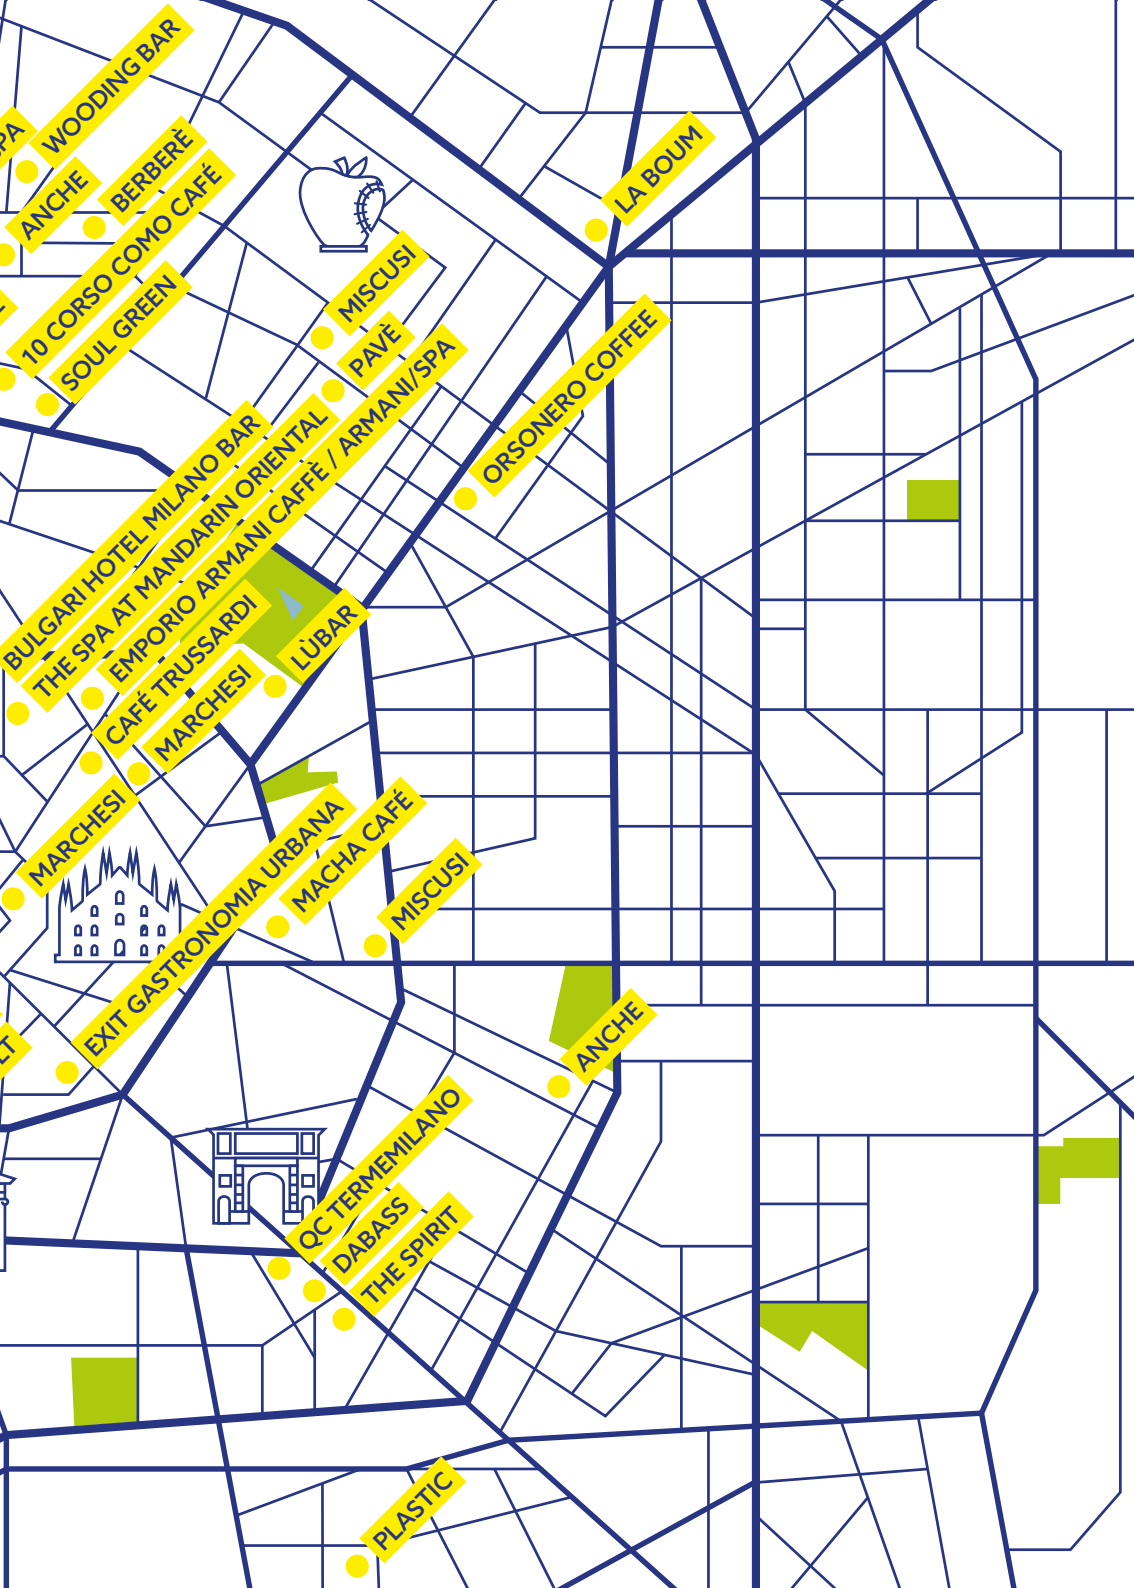 WOODING BAR
PA
ANCHE
BERBERÈ
10 CORSO COMO CAFÉ
SOUL GREEN
LA BOUM
MISCUSI
PAVÈ
ORSONERO COFFEE
BULGARI HOTEL MILANO BAR
THE SPA AT MANDARIN ORIENTAL
EMPORIO ARMANI CAFFÈ / ARMANI/SPA
CAFÉ TRUSSARDI
LÙBAR
MARCHESI
MARCHESI
EXIT GASTRONOMIA URBANA
MACHA CAFÉ
MISCUSI
LT
ANCHE
QC TERMEMILANO
DABASS
THE SPIRIT
PLASTIC